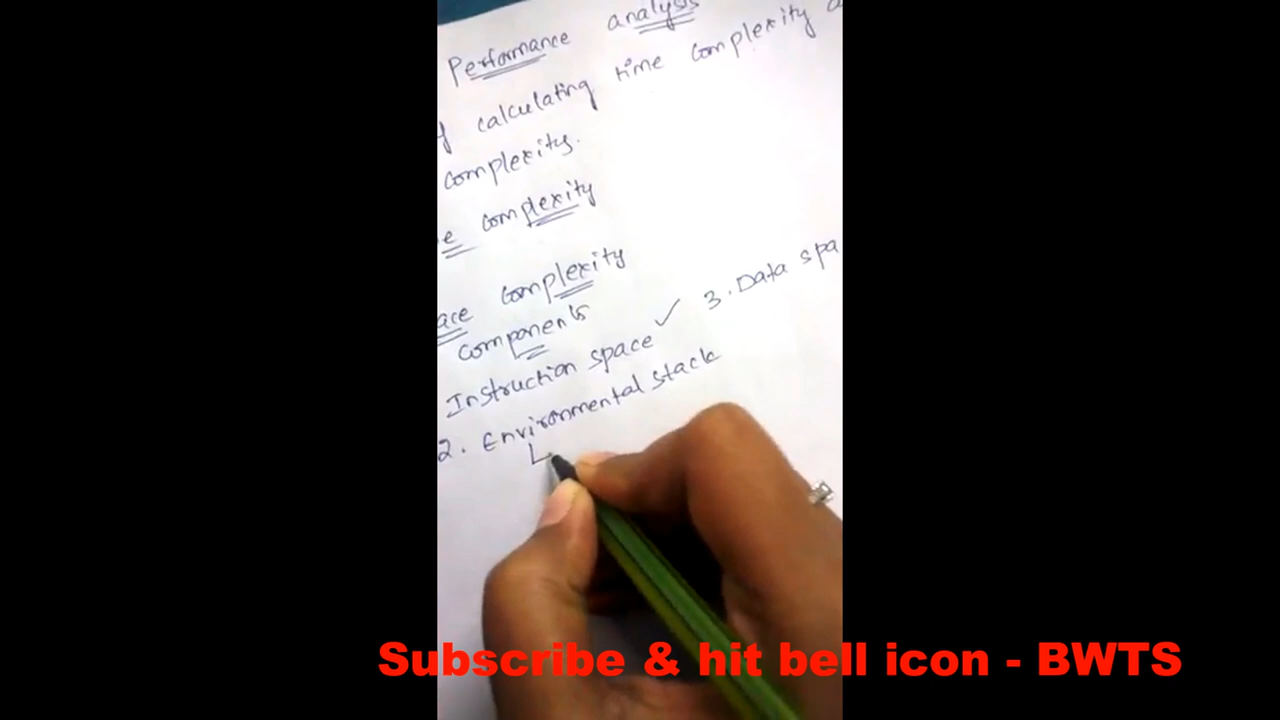 Performance analysis
calculating time complexity
complexity.
e complexity
ace complexity
components
Instruction space ✓ 3. Data spa
2. Environmental stack
Subscribe & hit bell icon - BWTS